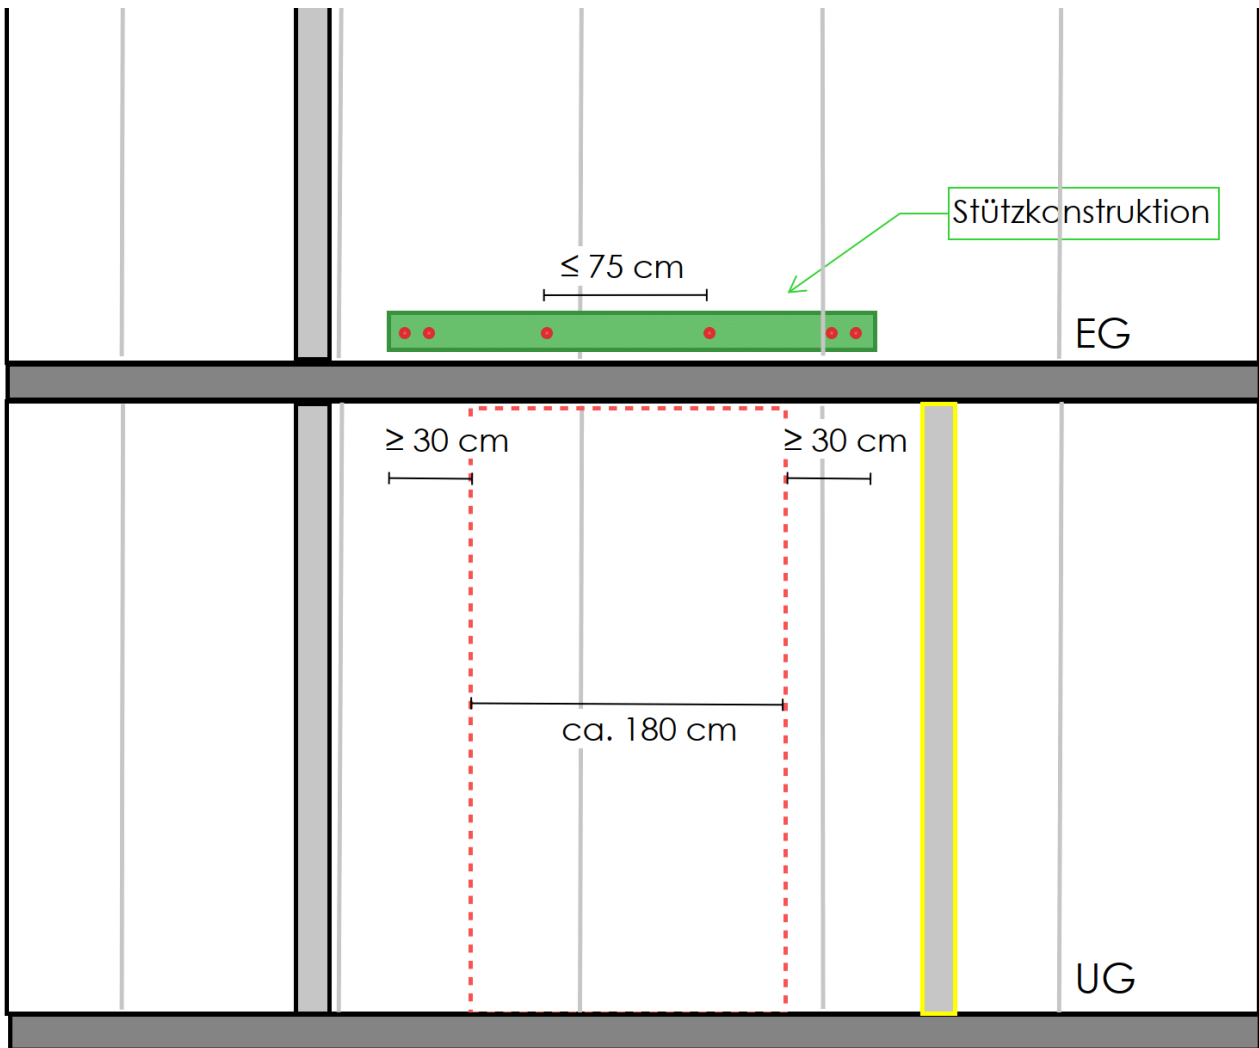 Stützkonstruktion
≤ 75 cm
EG
≥ 30 cm
≥ 30 cm
ca. 180 cm
UG